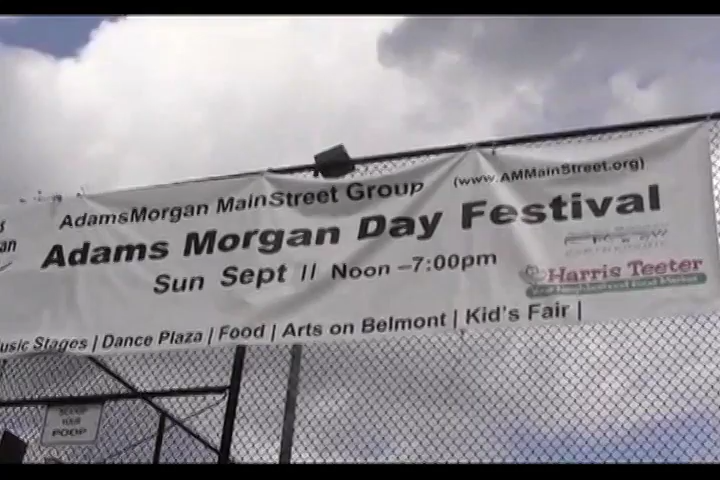 AdamsMorgan MainStreet Group (www.AMMainStreet.org)
Adams Morgan Day Festival
Sun Sept 11 Noon –7:00pm
Harris Teeter
usic Stages | Dance Plaza | Food | Arts on Belmont | Kid's Fair |
SCOOP
YOUR
POOP